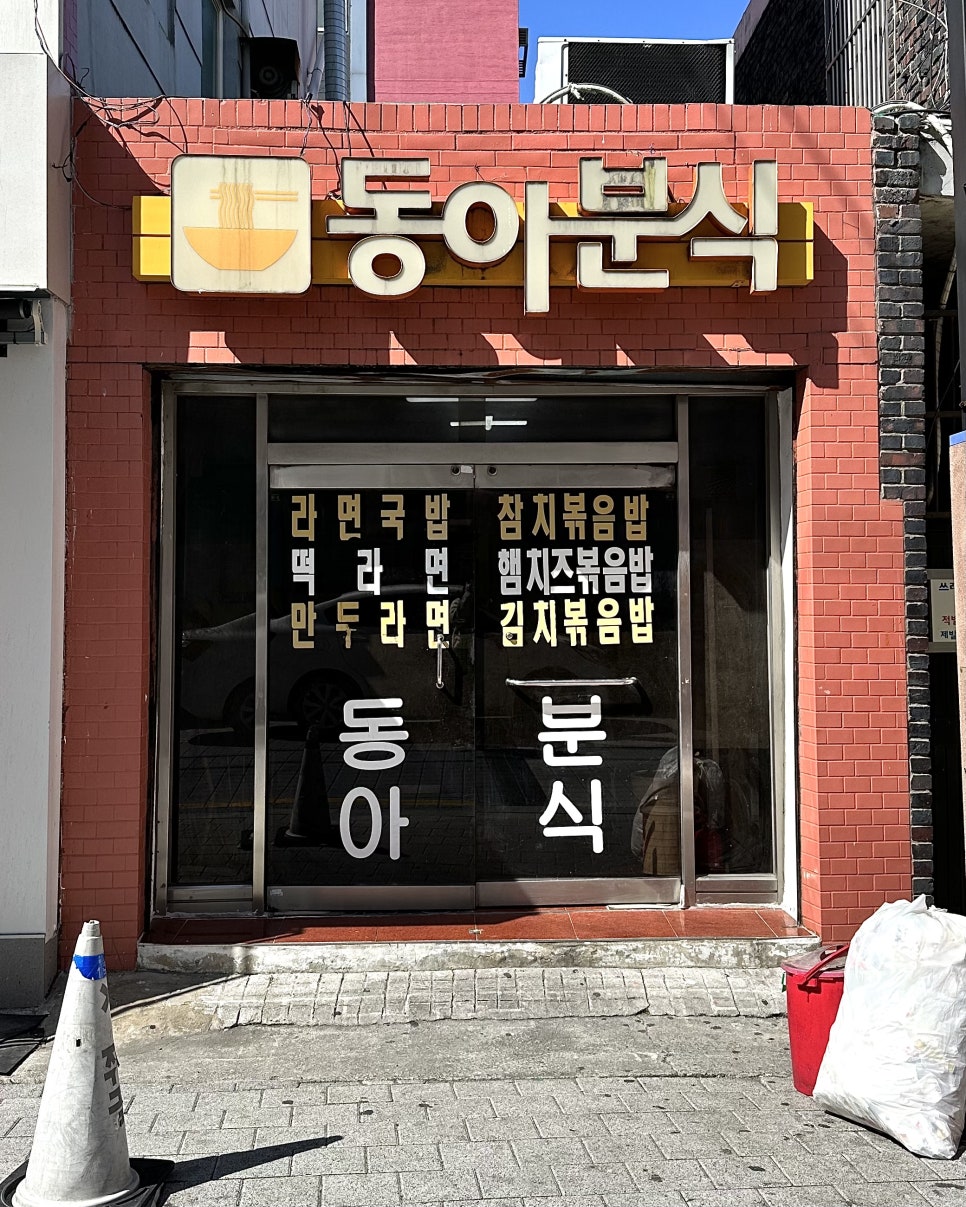 동아분식
라면국밥 참치볶음밥
떡라면 햄치즈볶음밥
만두라면 김치볶음밥
동아 분식